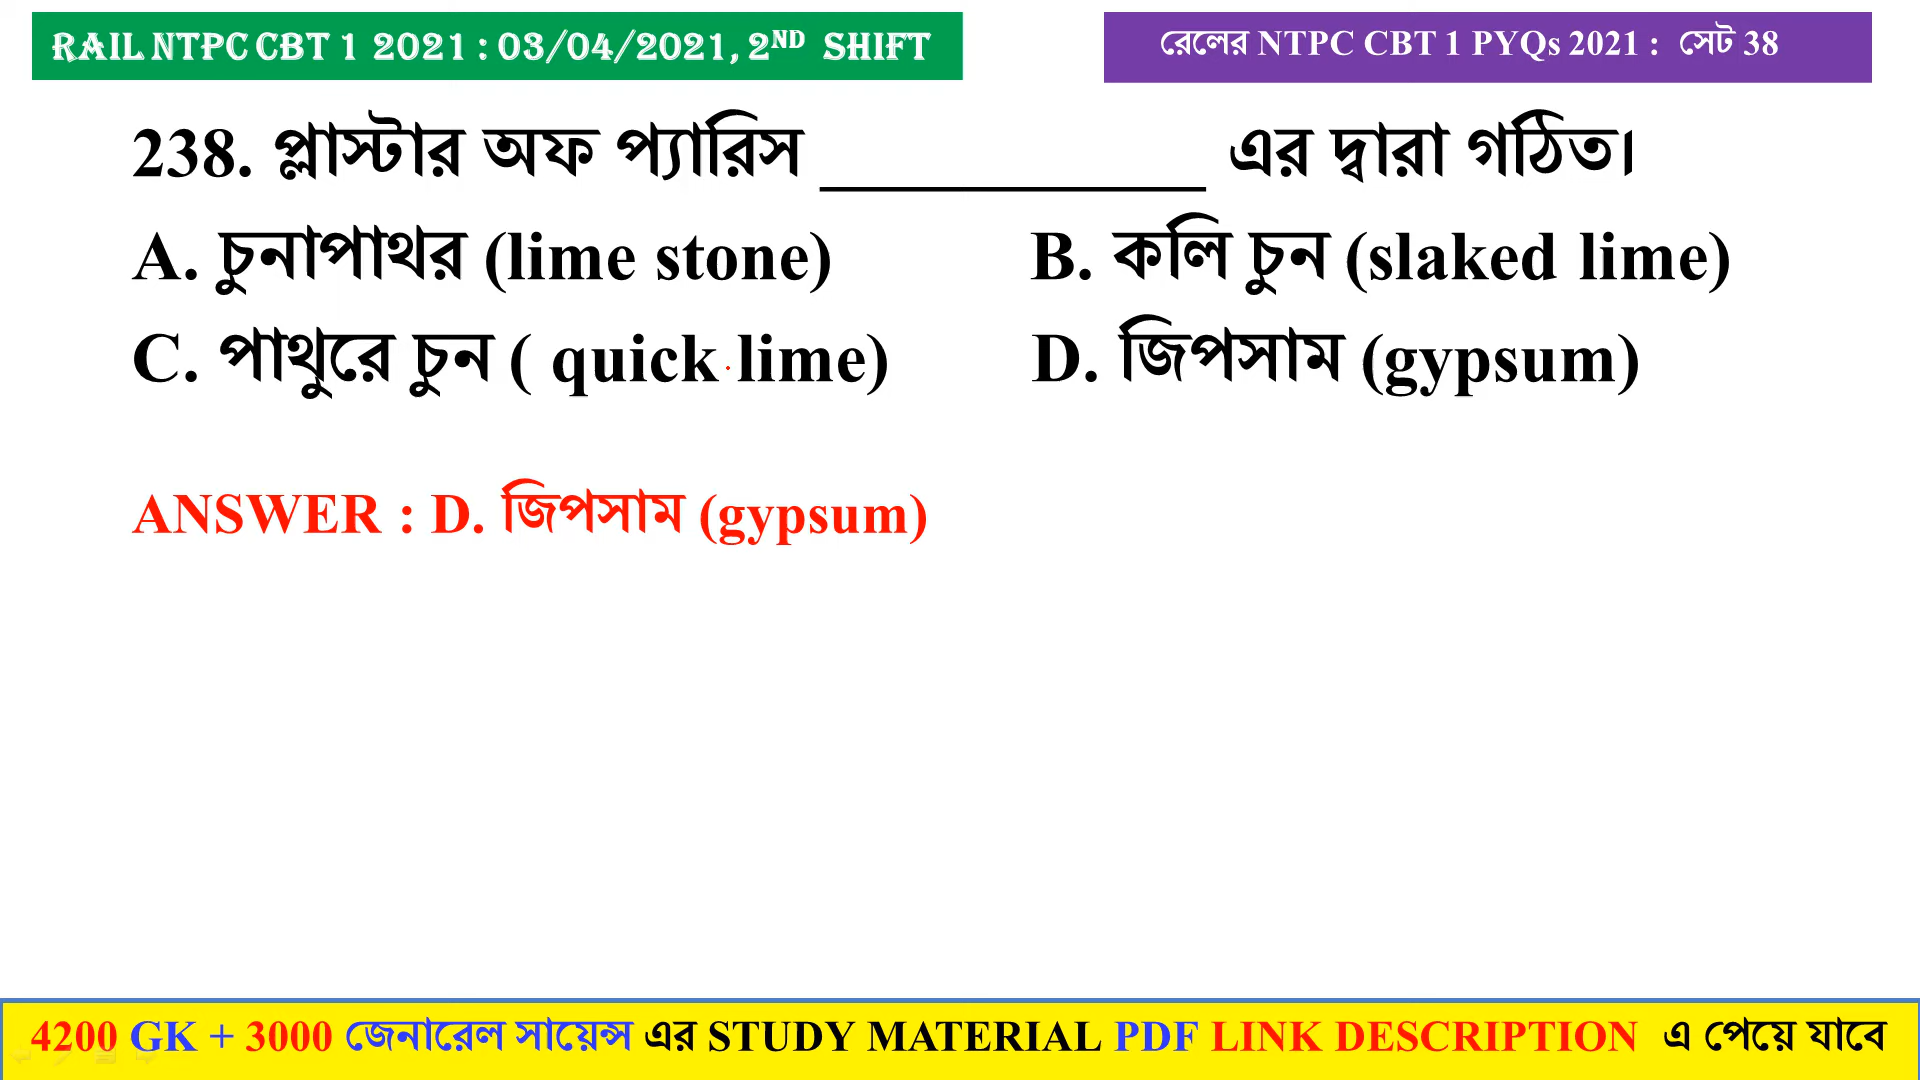 RAIL NTPC CBT 1 2021 : 03/04/2021, 2ND SHIFT
রেলের NTPC CBT 1 PYQs 2021 : সেট 38
238. প্লাস্টার অফ প্যারিস ____________ এর দ্বারা গঠিত।
A. চুনাপাথর (lime stone) B. কলি চুন (slaked lime)
C. পাথুরে চুন ( quick lime) D. জিপসাম (gypsum)
ANSWER : D. জিপসাম (gypsum)
4200 GK + 3000 জেনারেল সায়েন্স এর STUDY MATERIAL PDF LINK DESCRIPTION এ পেয়ে যাবে